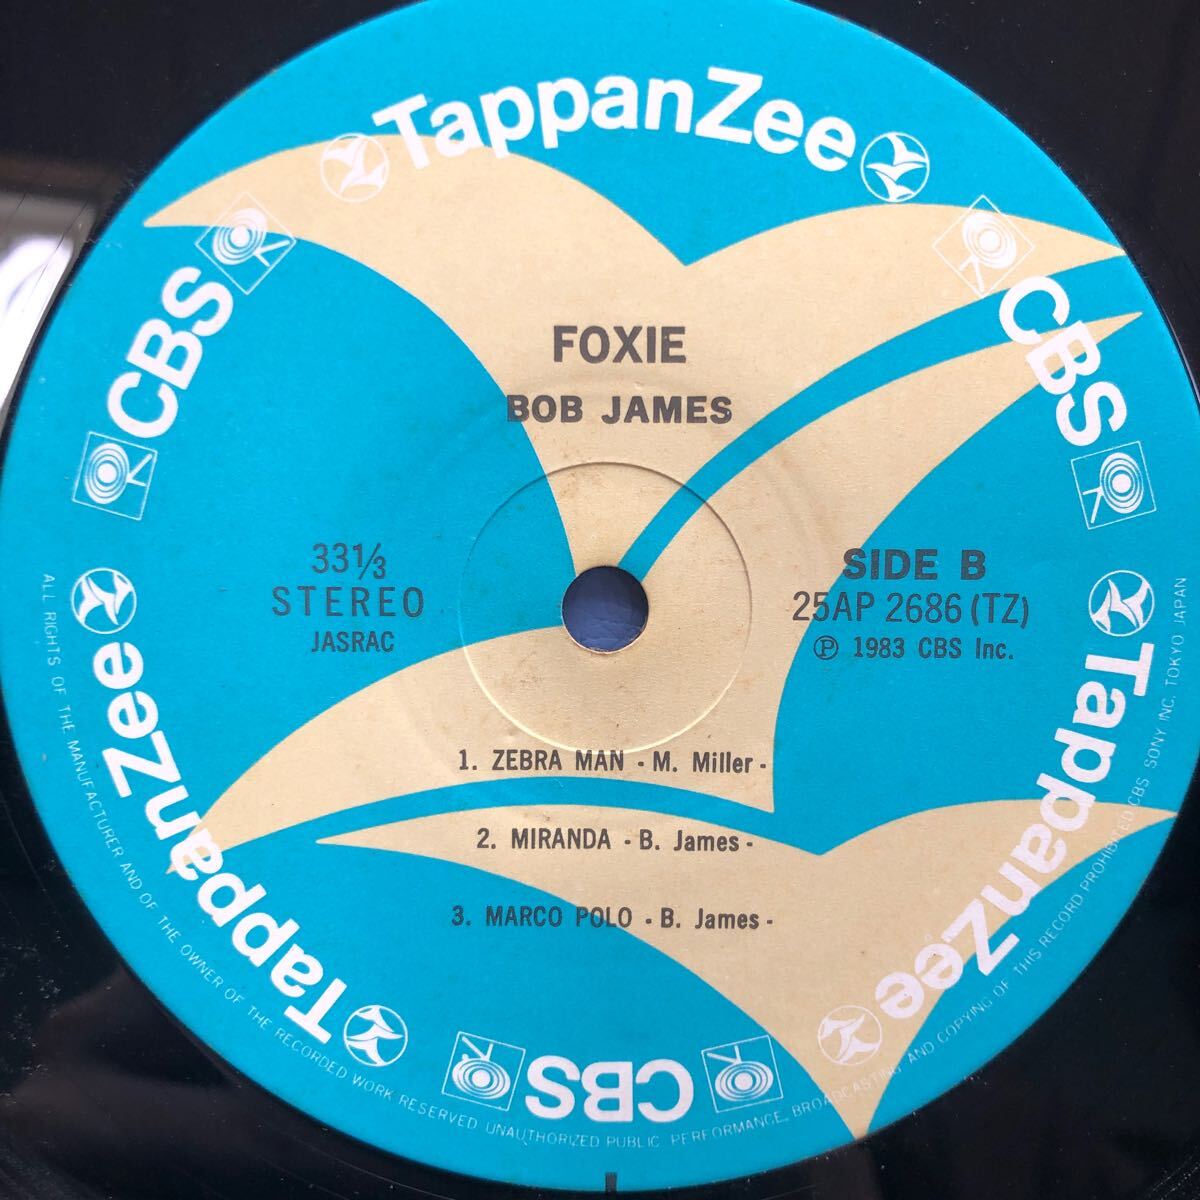 TappanZee
CBS
CBS
FOXIE
BOB JAMES
33⅓
STEREO
JASRAC
SIDE B
25AP 2686 (TZ)
Ⓟ 1983 CBS Inc.
1. ZEBRA MAN - M. Miller -
2. MIRANDA - B. James -
3. MARCO POLO - B. James -
TappanZee
TappanZee
CBS
ALL RIGHTS OF THE MANUFACTURER AND OF THE OWNER OF THE RECORDED WORK RESERVED UNAUTHORIZED PUBLIC PERFORMANCE, BROADCASTING AND COPYING OF THIS RECORD PROHIBITED CBS SONY INC. TOKYO JAPAN